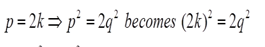 p = 2k ⇒ p² = 2q² becomes (2k)² = 2q²